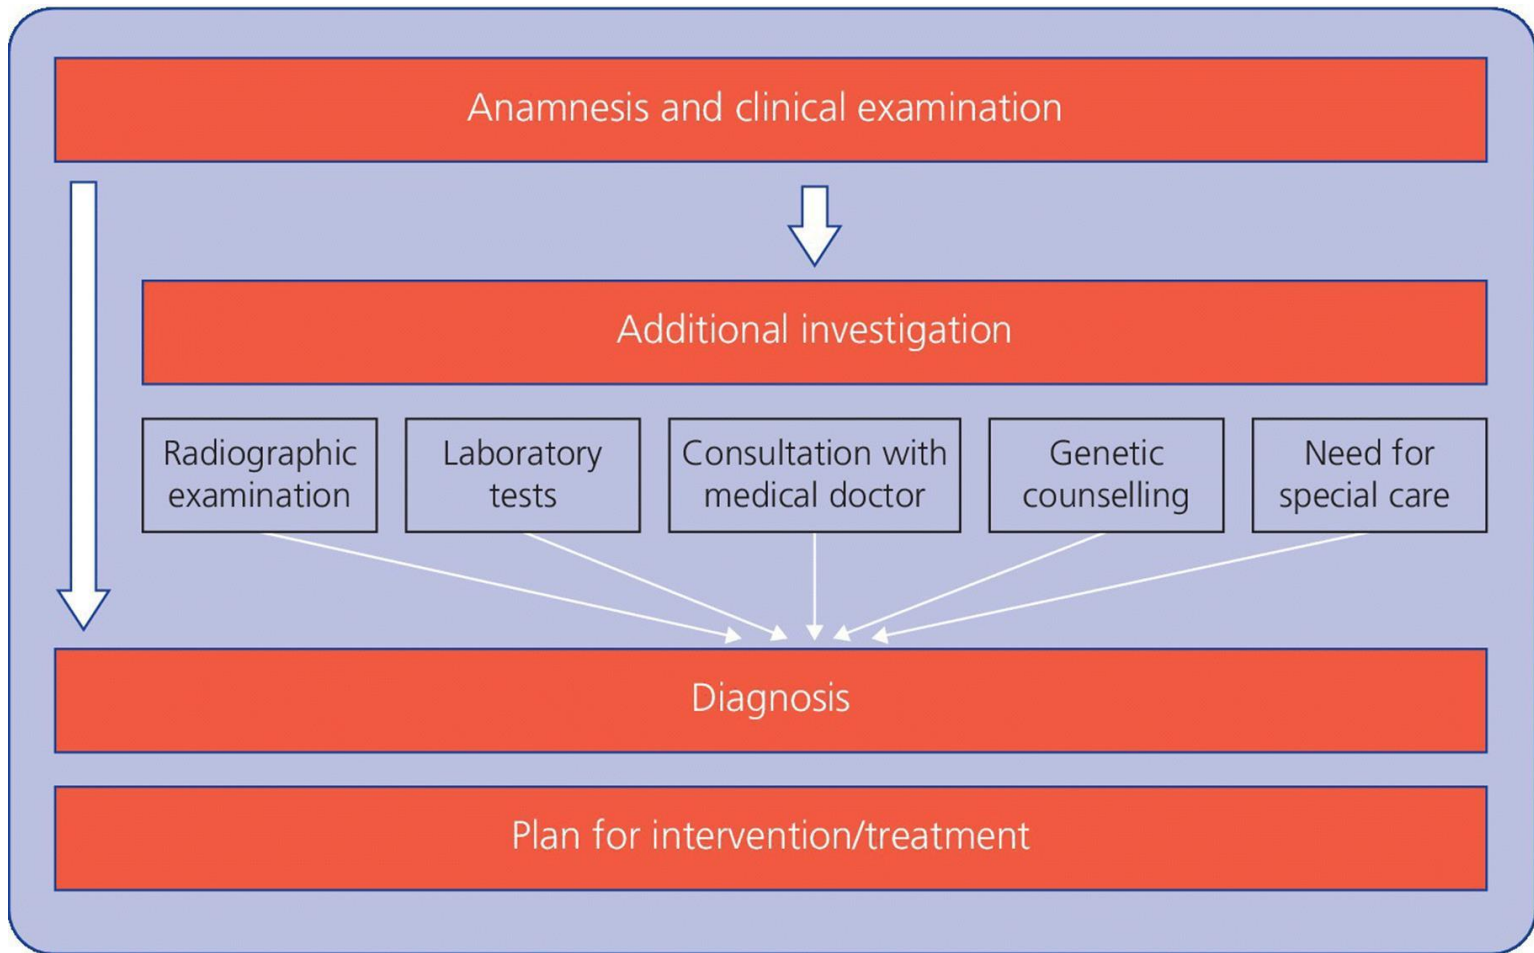 Anamnesis and clinical examination
Additional investigation
Radiographic
examination
Laboratory
tests
Consultation with
medical doctor
Genetic
counselling
Need for
special care
Diagnosis
Plan for intervention/treatment